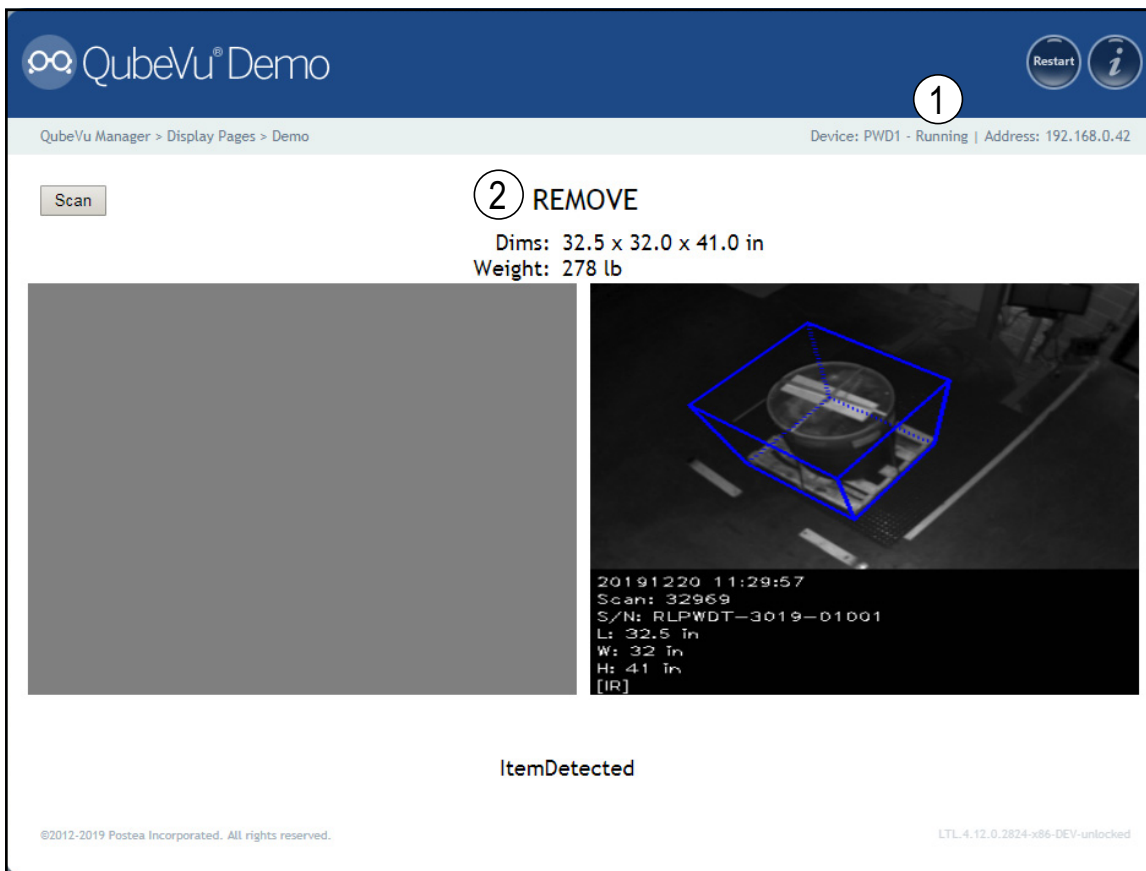 QubeVu® Demo
Restart
i
1
QubeVu Manager > Display Pages > Demo
Device: PWD1 - Running | Address: 192.168.0.42
Scan
2 REMOVE
Dims: 32.5 x 32.0 x 41.0 in
Weight: 278 lb
20191220 11:29:57
Scan: 32969
S/N: RLPWDT-3019-01001
L: 32.5 in
W: 32 in
H: 41 in
[IR]
ItemDetected
©2012-2019 Postea Incorporated. All rights reserved.
LTL.4.12.0.2824-x86-DEV-unlocked